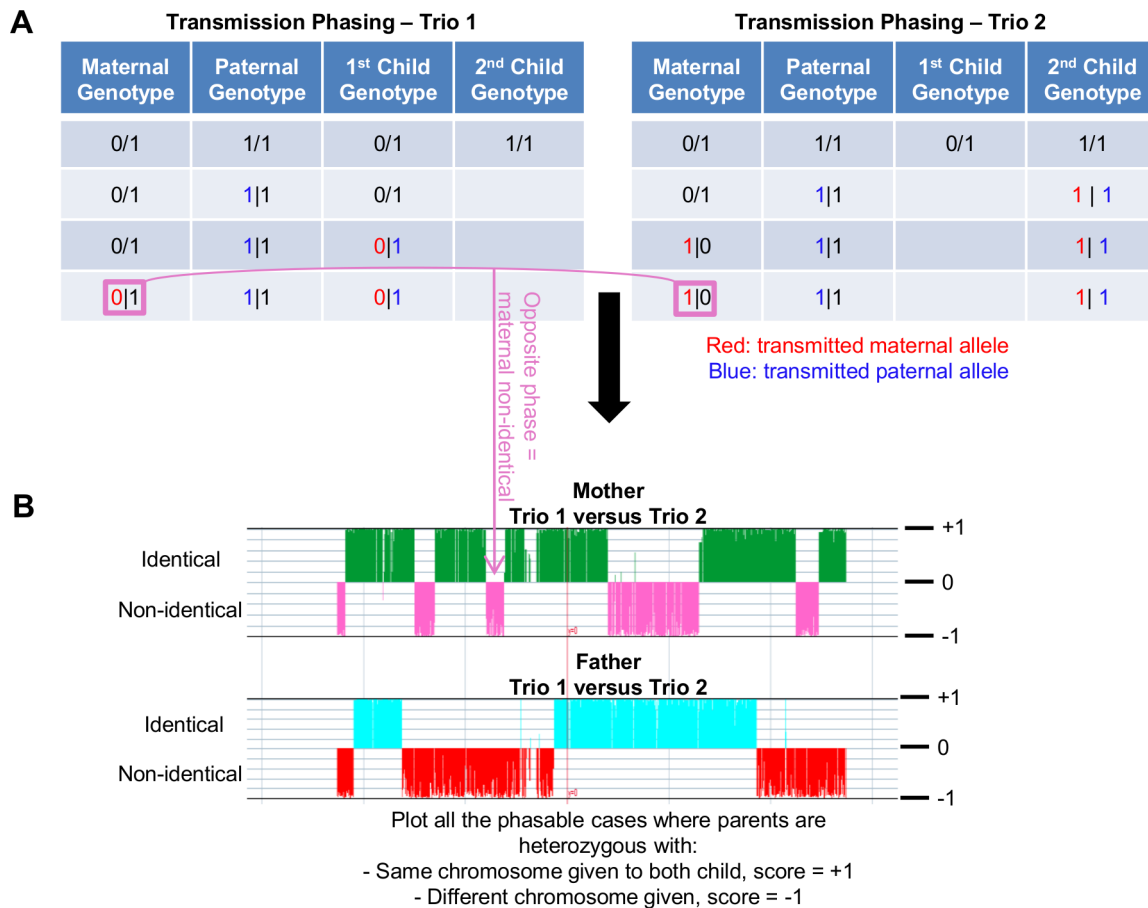 A
Transmission Phasing – Trio 1
Maternal Genotype | Paternal Genotype | 1st Child Genotype | 2nd Child Genotype
0/1 | 1/1 | 0/1 | 1/1
0/1 | 1|1 | 0/1
0/1 | 1|1 | 0|1
0|1 | 1|1 | 0|1
Transmission Phasing – Trio 2
Maternal Genotype | Paternal Genotype | 1st Child Genotype | 2nd Child Genotype
0/1 | 1/1 | 0/1 | 1/1
0/1 | 1|1 | 1 | 1
1|0 | 1|1 | 1| 1
1|0 | 1|1 | 1| 1
Red: transmitted maternal allele
Blue: transmitted paternal allele
Opposite phase =
maternal non-identical
B
Mother
Trio 1 versus Trio 2
Identical
Non-identical
+1
0
-1
Father
Trio 1 versus Trio 2
Identical
Non-identical
+1
0
-1
Plot all the phasable cases where parents are
heterozygous with:
- Same chromosome given to both child, score = +1
- Different chromosome given, score = -1